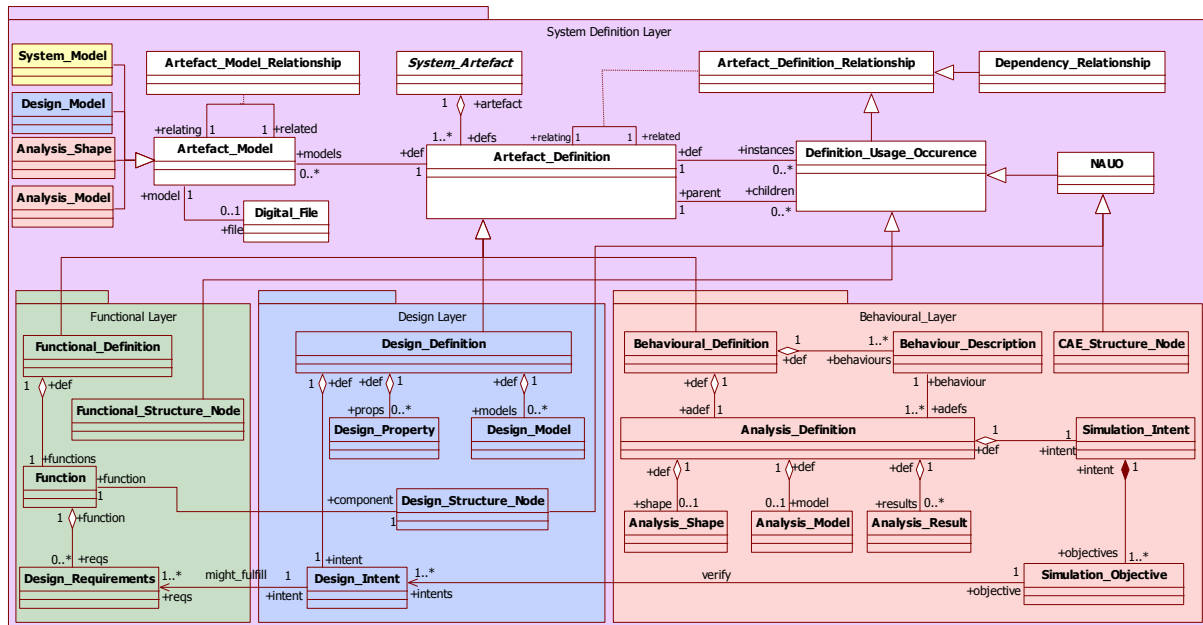 System Definition Layer
System_Model
Artefact_Model_Relationship
System_Artefact
Artefact_Definition_Relationship
Dependency_Relationship
Design_Model
1 +artefact
+relating 1 1 +related
1..* +defs
+relating 1 1 +related
Analysis_Shape
Artefact_Model
+models
0..*
+def
1
Artefact_Definition
+def
1
+instances
0..*
Definition_Usage_Occurence
NAUO
Analysis_Model
+model 1
0..1
+file
Digital_File
+parent
1
+children
0..*
Functional Layer
Design Layer
Behavioural_Layer
Functional_Definition
Design_Definition
Behavioural_Definition
1
+def
1..*
+behaviours
Behaviour_Description
CAE_Structure_Node
1 +def
1 +def
+def 1
+def 1
+def 1
1 +behaviour
Functional_Structure_Node
+props 0..*
+models 0..*
+adef 1
1..* +adefs
Design_Property
Design_Model
Analysis_Definition
1
+def
1
+intent
Simulation_Intent
1 +functions
Function
+function
1
+component
1
Design_Structure_Node
+def 1
1 +def
+def 1
+intent 1
+shape 0..1
0..1 +model
+results 0..*
Analysis_Shape
Analysis_Model
Analysis_Result
1 +function
0..* +reqs
1 +intent
+objectives 1..*
Design_Requirements
1..*
+reqs
might_fulfill
1
+intent
Design_Intent
1..*
+intents
verify
1
+objective
Simulation_Objective